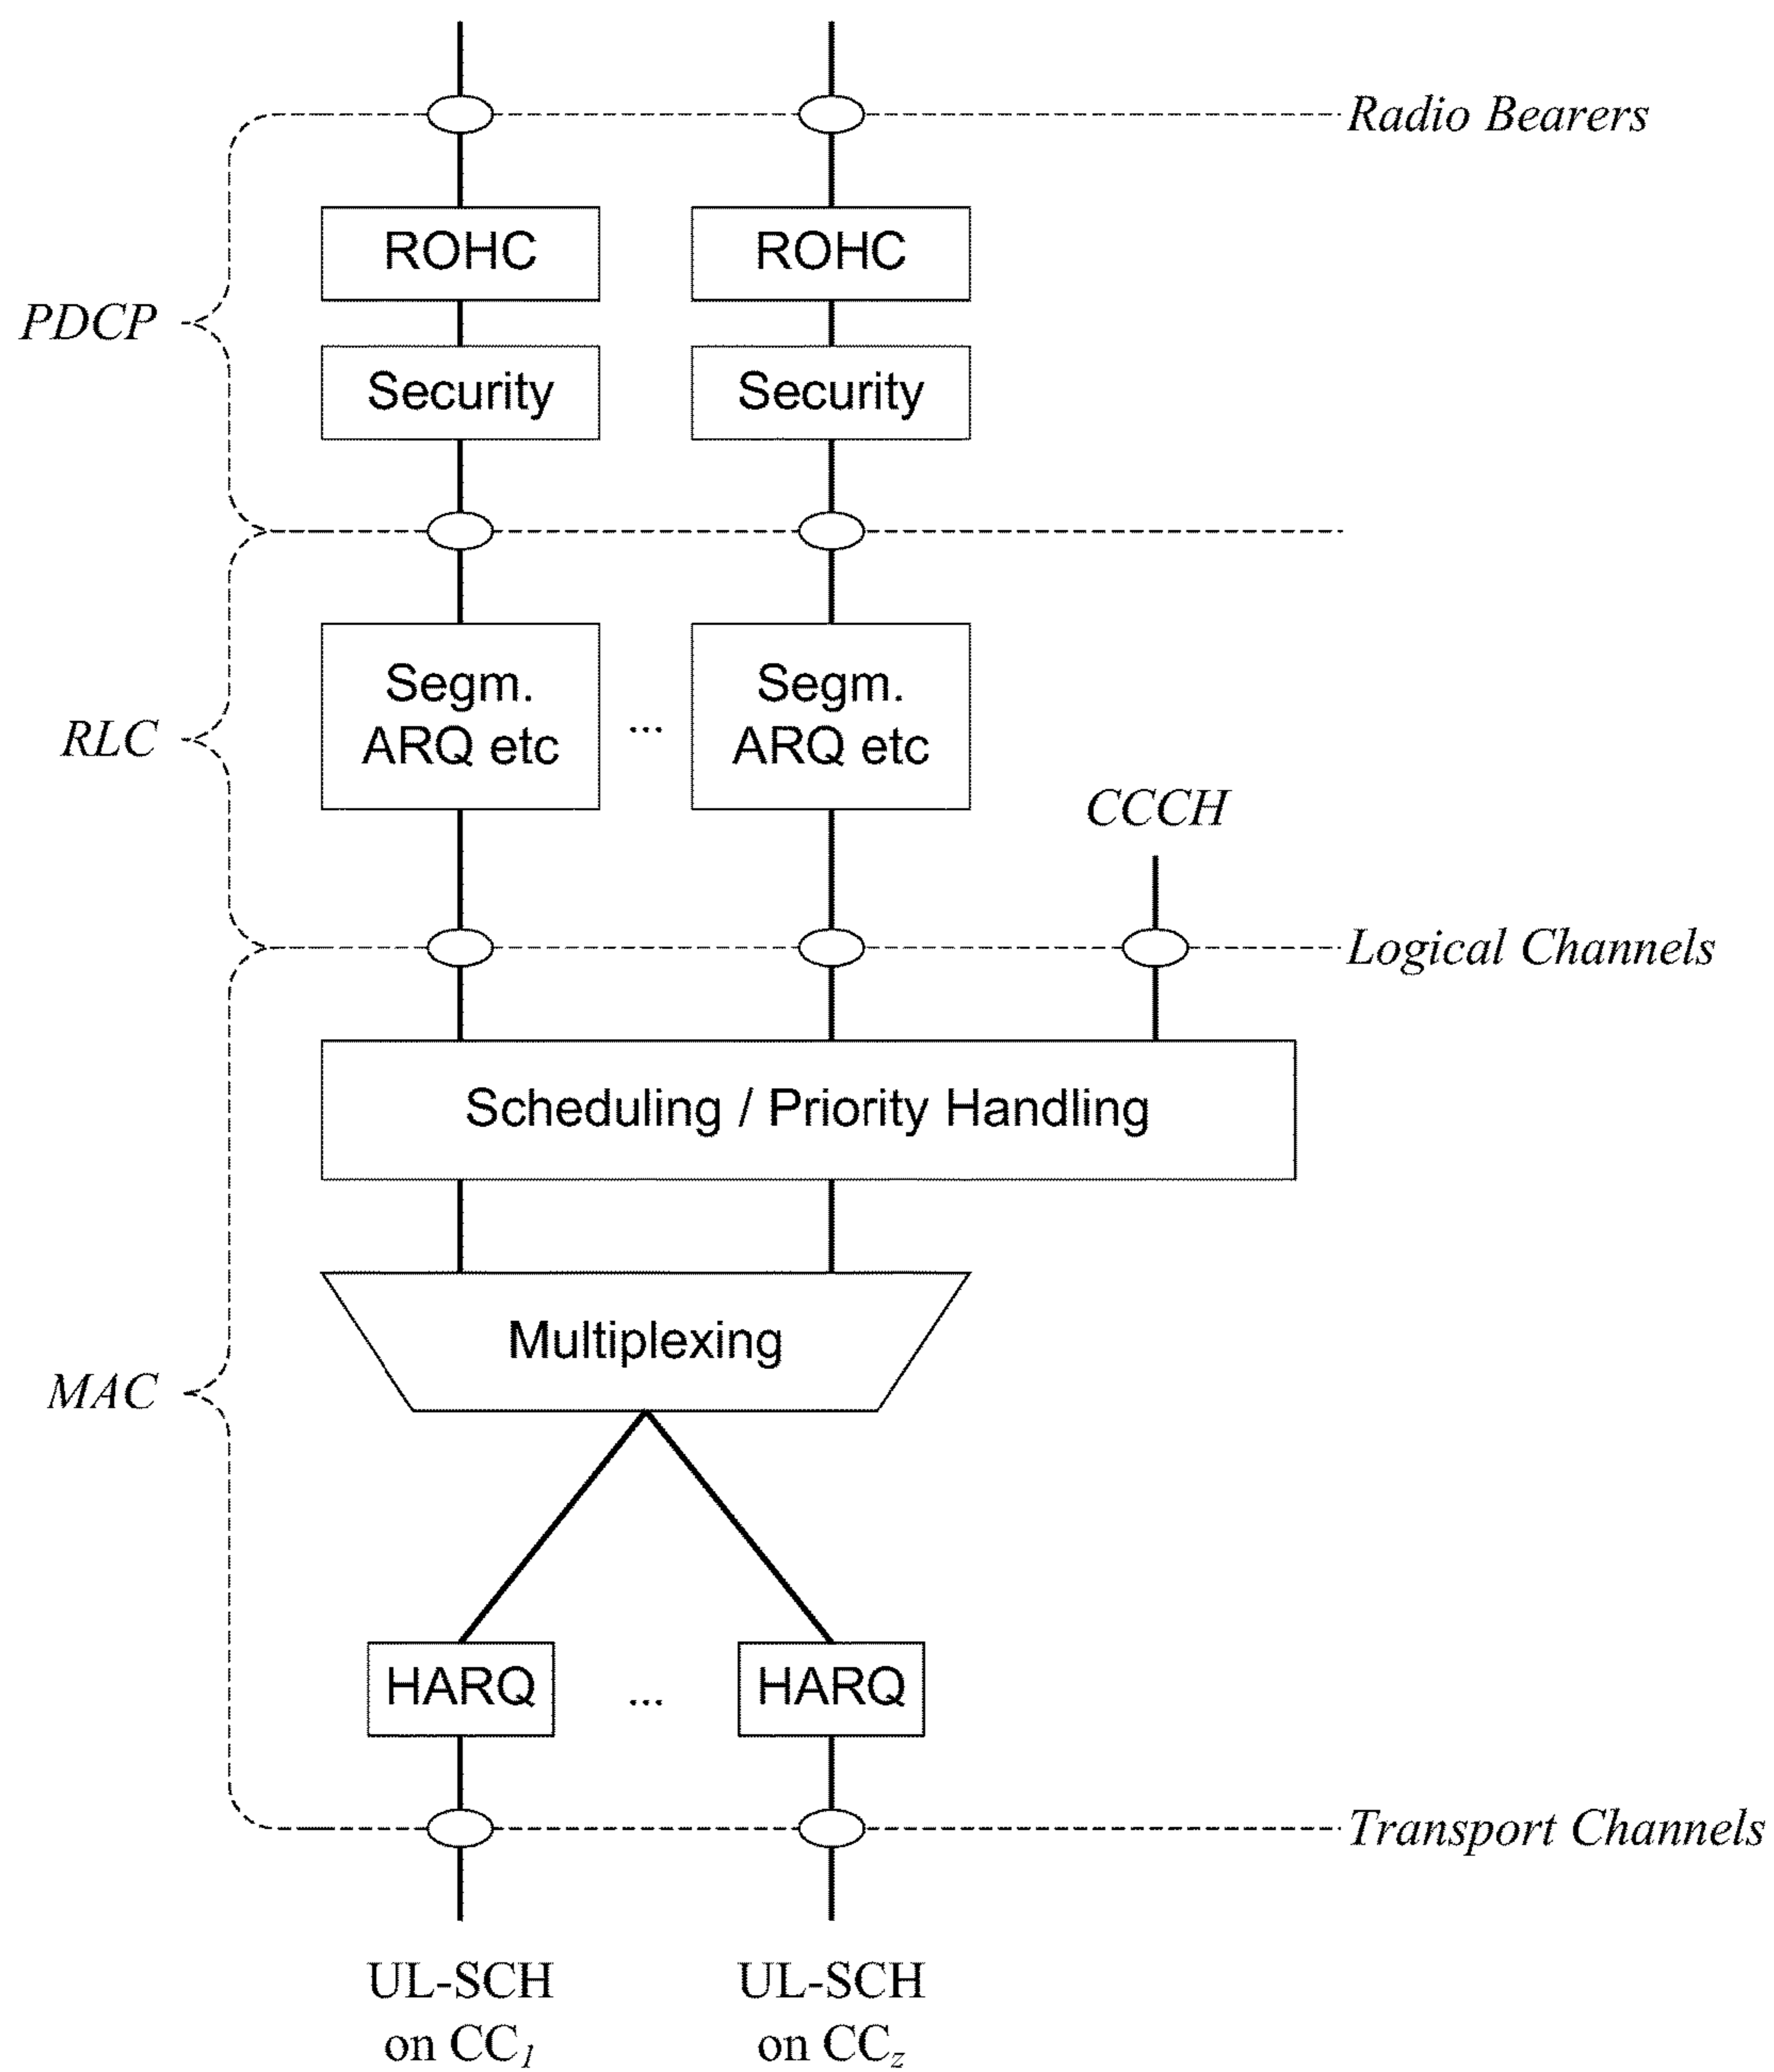 Radio Bearers
ROHC
ROHC
PDCP
Security
Security
Segm.
ARQ etc
...
Segm.
ARQ etc
RLC
CCCH
Logical Channels
Scheduling / Priority Handling
Multiplexing
MAC
HARQ
...
HARQ
Transport Channels
UL-SCH
on CC1
UL-SCH
on CCz